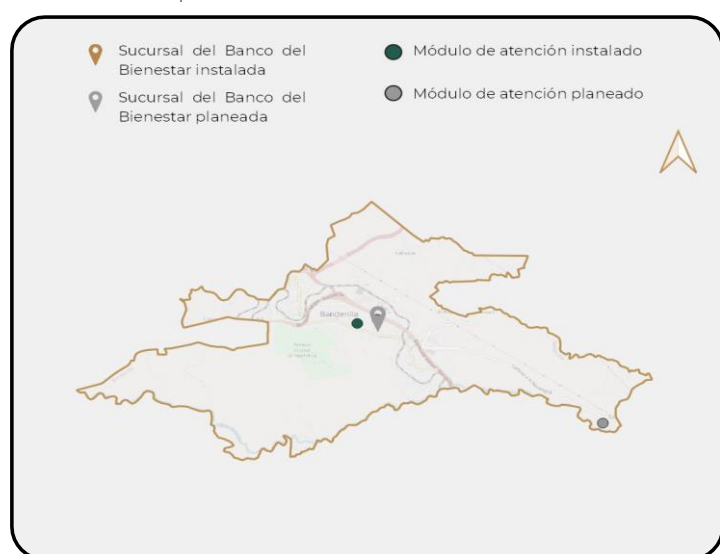 Sucursal del Banco del
Bienestar instalada
Sucursal del Banco del
Bienestar planeada
Módulo de atención instalado
Módulo de atención planeado
Banderilla